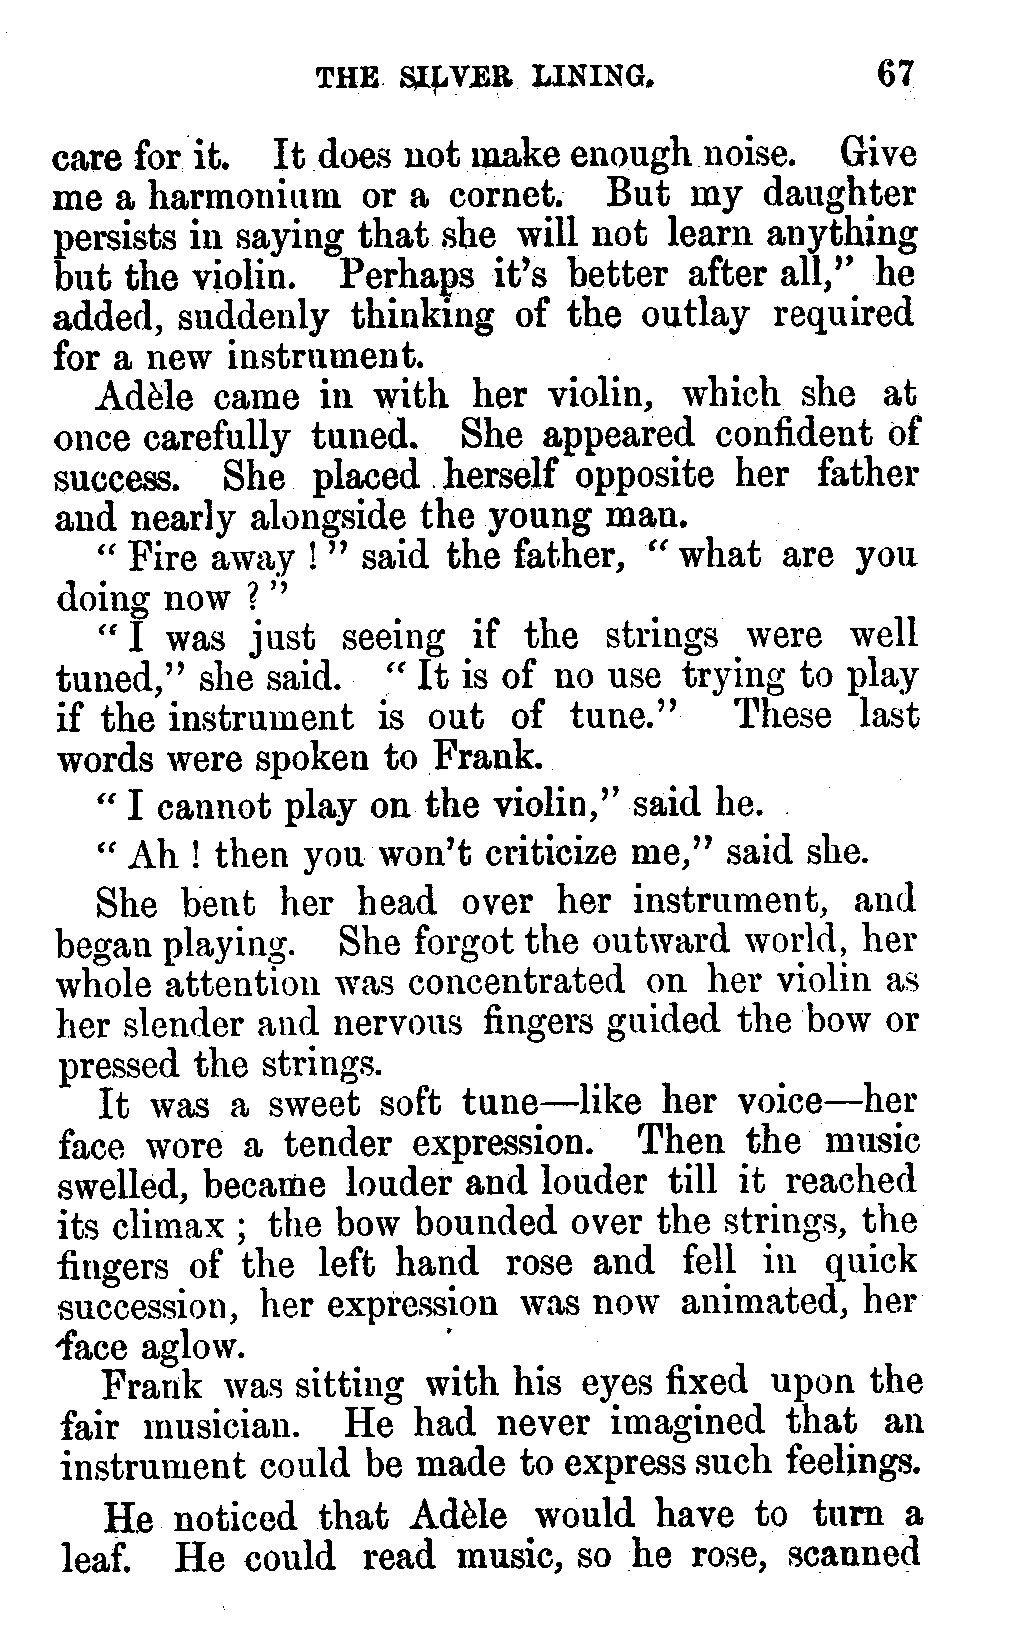 THE SILVER LINING. 67
care for it. It does not make enough noise. Give
me a harmonium or a cornet. But my daughter
persists in saying that she will not learn anything
but the violin. Perhaps it's better after all," he
added, suddenly thinking of the outlay required
for a new instrument.
Adèle came in with her violin, which she at
once carefully tuned. She appeared confident of
success. She placed herself opposite her father
and nearly alongside the young man.
" Fire away ! " said the father, " what are you
doing now ? "
" I was just seeing if the strings were well
tuned," she said. " It is of no use trying to play
if the instrument is out of tune." These last
words were spoken to Frank.
" I cannot play on the violin," said he.
" Ah ! then you won't criticize me," said she.
She bent her head over her instrument, and
began playing. She forgot the outward world, her
whole attention was concentrated on her violin as
her slender and nervous fingers guided the bow or
pressed the strings.
It was a sweet soft tune—like her voice—her
face wore a tender expression. Then the music
swelled, became louder and louder till it reached
its climax ; the bow bounded over the strings, the
fingers of the left hand rose and fell in quick
succession, her expression was now animated, her
face aglow.
Frank was sitting with his eyes fixed upon the
fair musician. He had never imagined that an
instrument could be made to express such feelings.
He noticed that Adèle would have to turn a
leaf. He could read music, so he rose, scanned